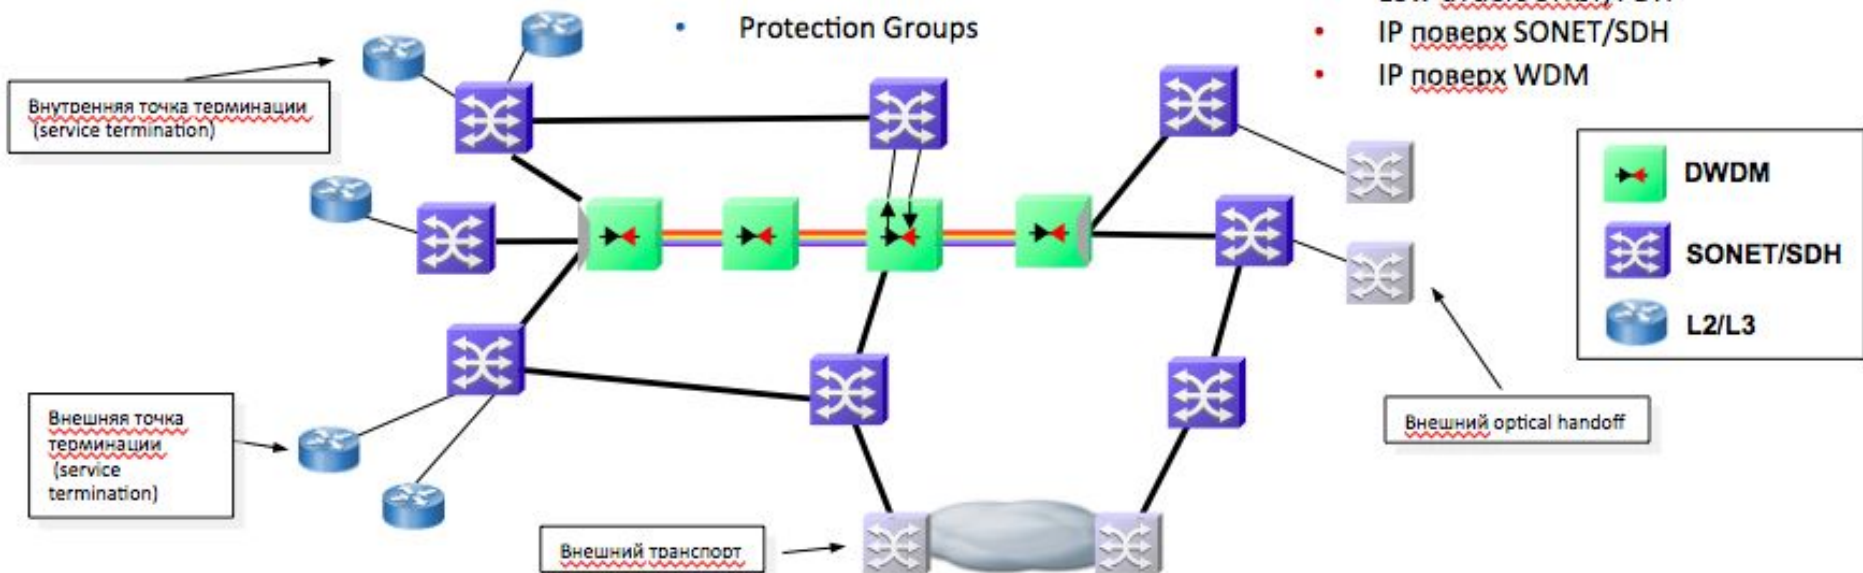 Protection Groups
IP поверх SONET/SDH
IP поверх WDM
Внутренняя точка терминации
(service termination)
DWDM
SONET/SDH
L2/L3
Внешняя точка
терминации
(service
termination)
Внешний optical handoff
Внешний транспорт